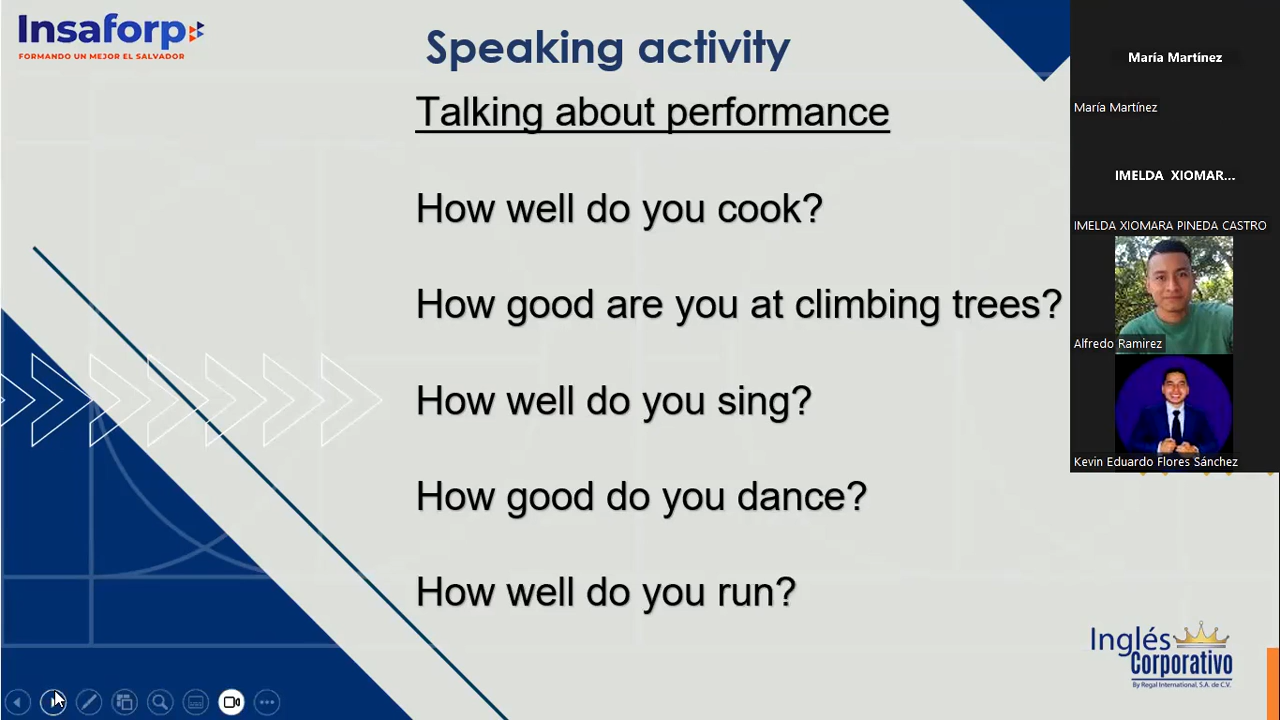 Insaforp
FORMANDO UN MEJOR EL SALVADOR
Speaking activity
Talking about performance
How well do you cook?
How good are you at climbing trees?
How well do you sing?
How good do you dance?
How well do you run?
María Martínez
María Martínez
IMELDA XIOMAR...
IMELDA XIOMARA PINEDA CASTRO
Alfredo Ramirez
Kevin Eduardo Flores Sánchez
Inglés
Corporativo
By Regal International, S.A. de C.V.